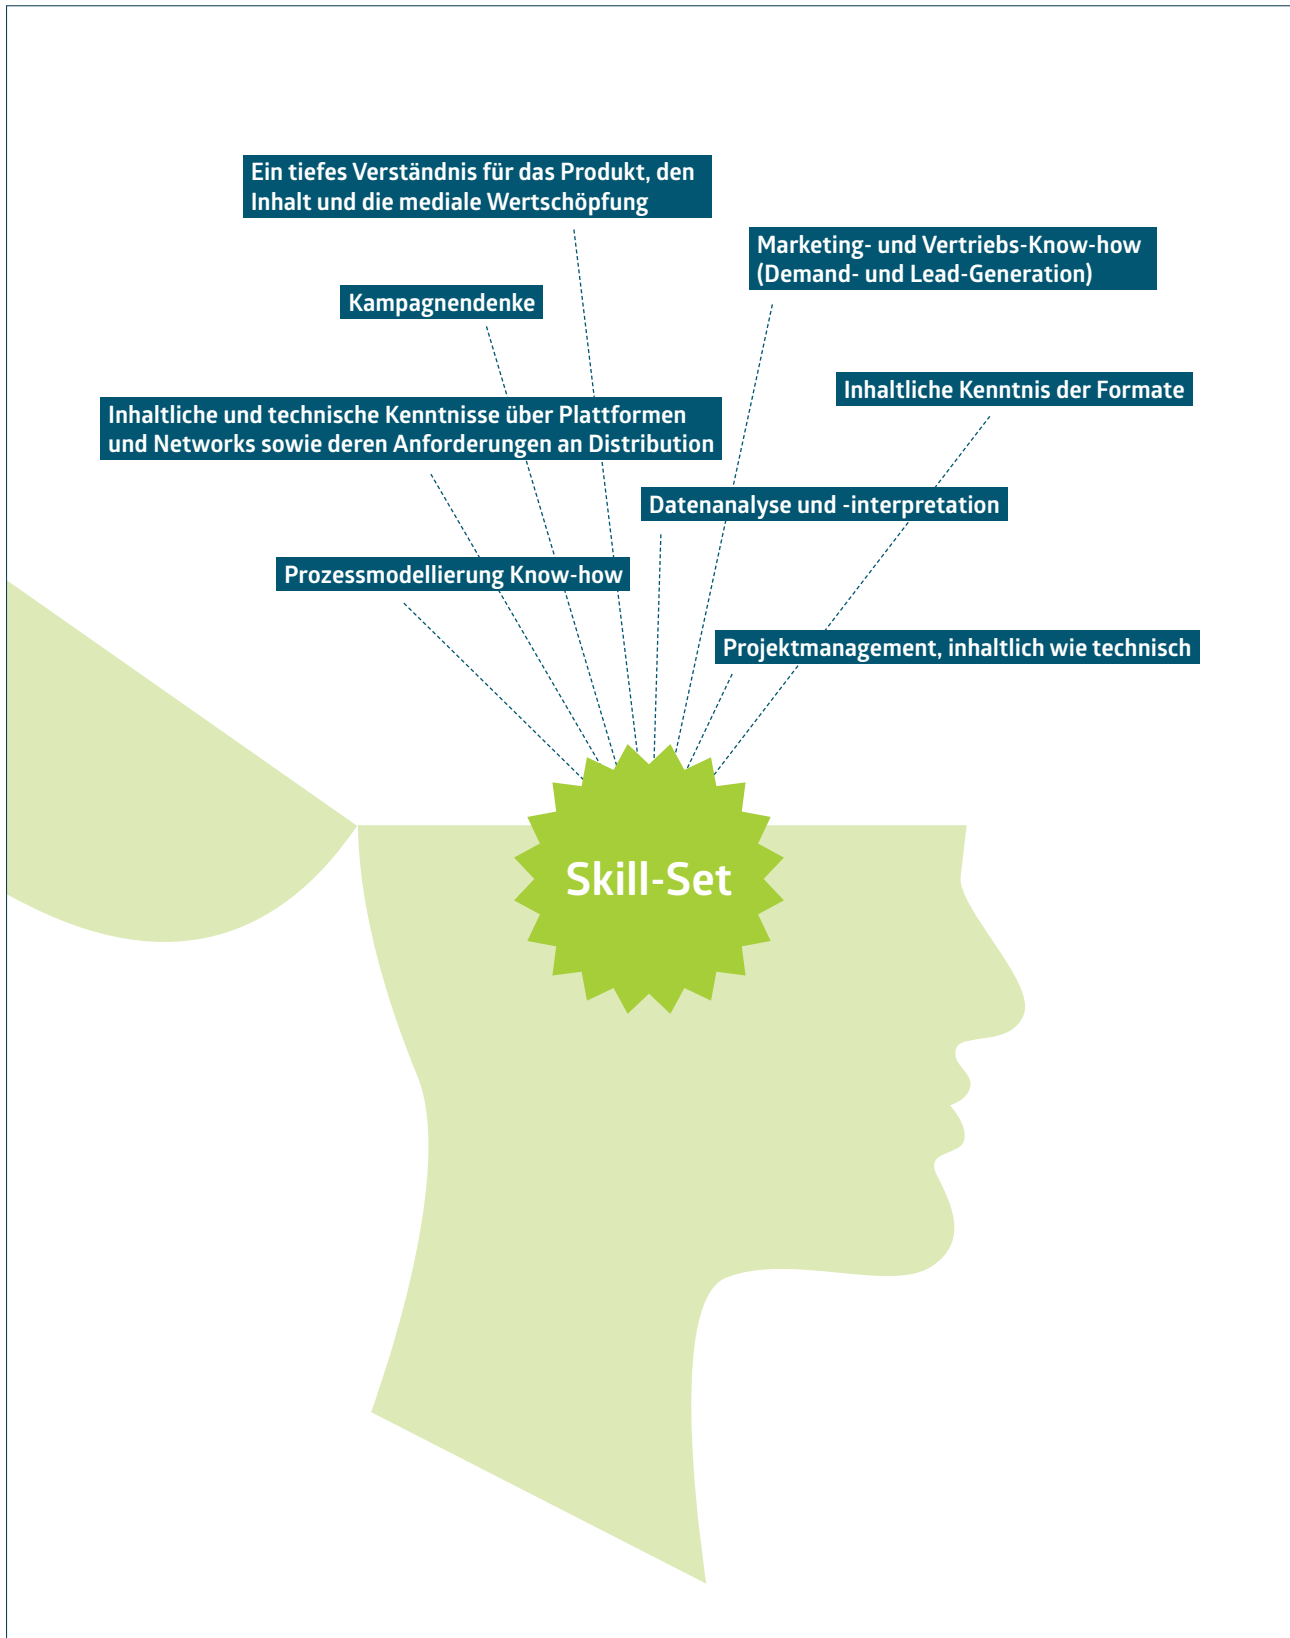 Ein tiefes Verständnis für das Produkt, den
Inhalt und die mediale Wertschöpfung
Marketing- und Vertriebs-Know-how
(Demand- und Lead-Generation)
Kampagnendenke
Inhaltliche Kenntnis der Formate
Inhaltliche und technische Kenntnisse über Plattformen
und Networks sowie deren Anforderungen an Distribution
Datenanalyse und -interpretation
Prozessmodellierung Know-how
Projektmanagement, inhaltlich wie technisch
Skill-Set